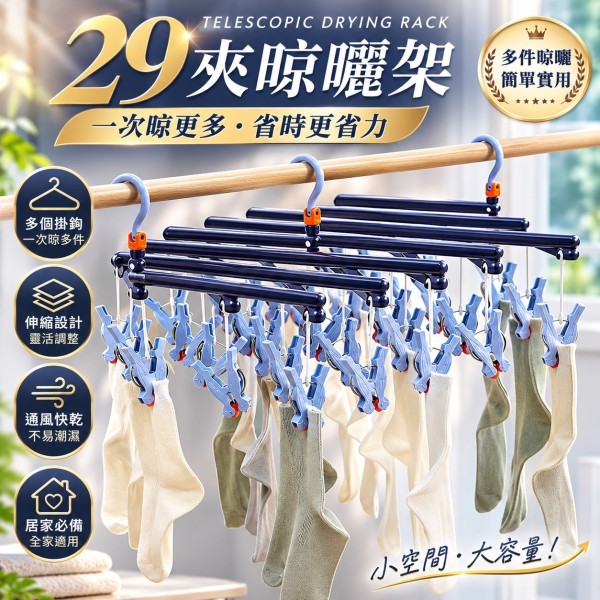 TELESCOPIC DRYING RACK
29夾晾曬架
一次晾更多・省時更省力
多件晾曬
簡單實用
多個掛鉤
一次晾多件
伸縮設計
靈活調整
通風快乾
不易潮濕
居家必備
全家適用
小空間・大容量!